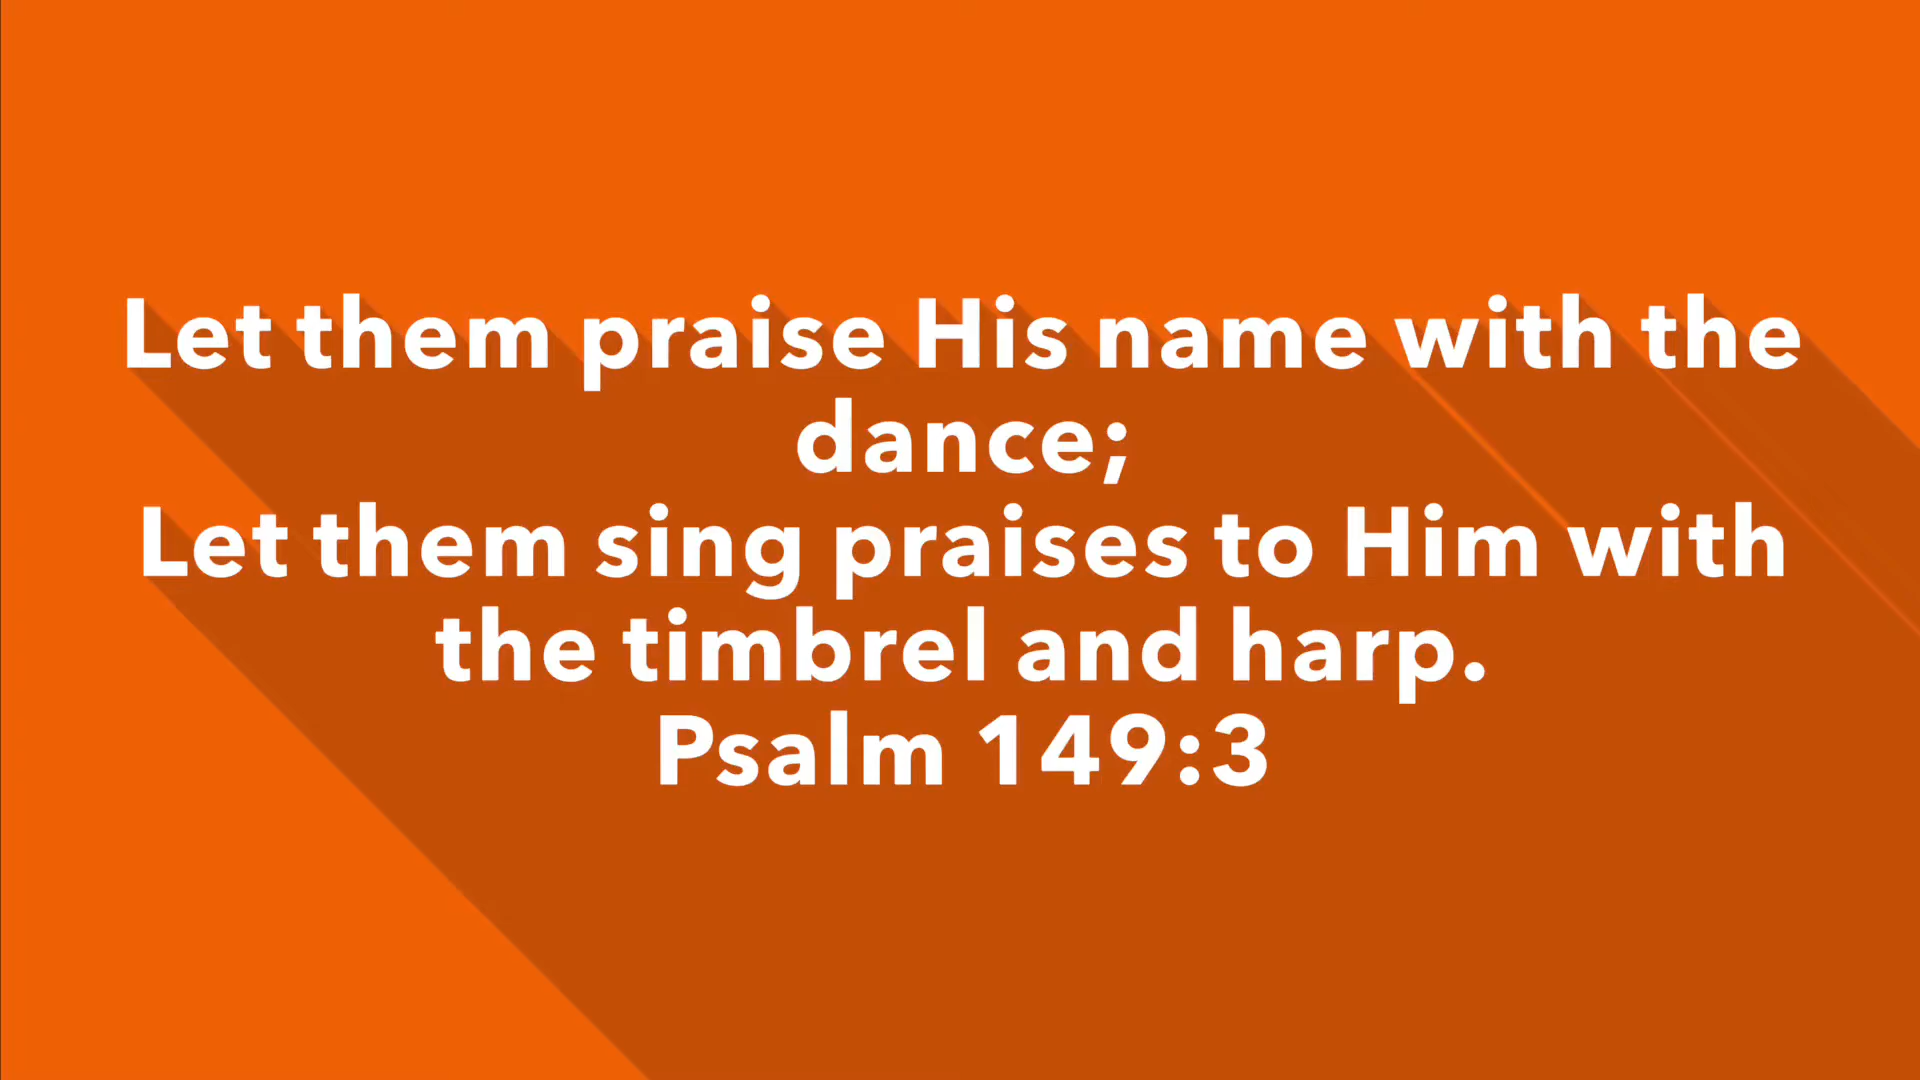 Let them praise His name with the
dance;
Let them sing praises to Him with
the timbrel and harp.
Psalm 149:3